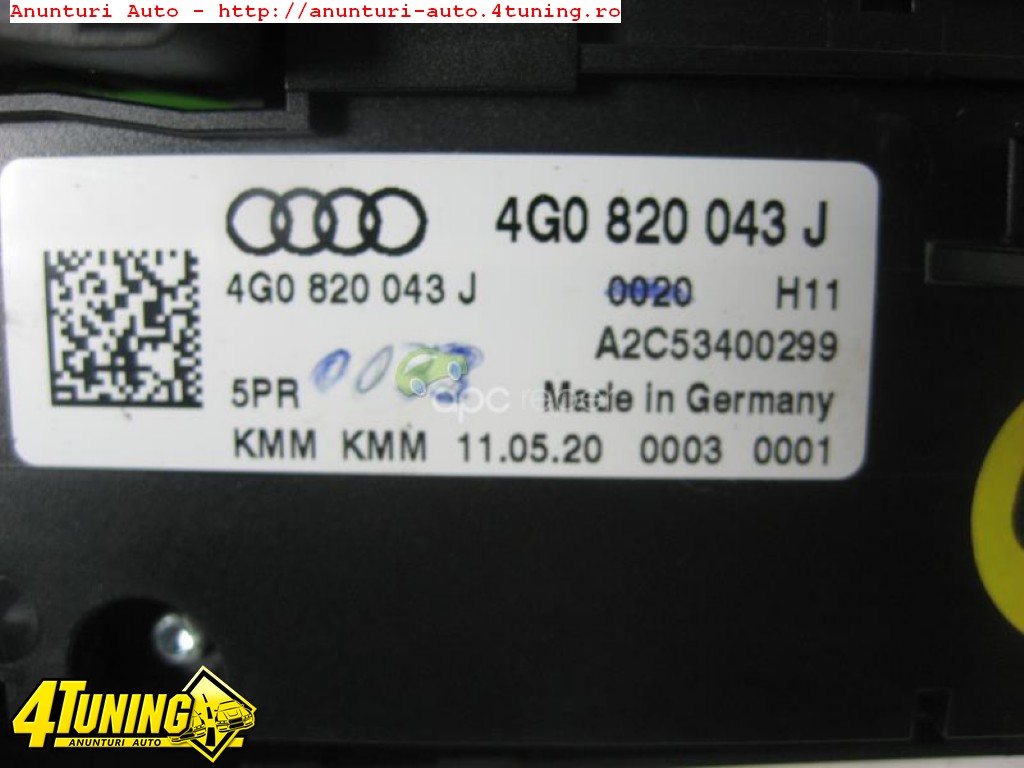 Anunturi Auto - http://anunturi-auto.4tuning.ro
4G0 820 043 J
4G0 820 043 J 0020 H11
A2C53400299
5PR Made in Germany
KMM KMM 11.05.20 0003 0001
4TUNING
ANUNTURI AUTO